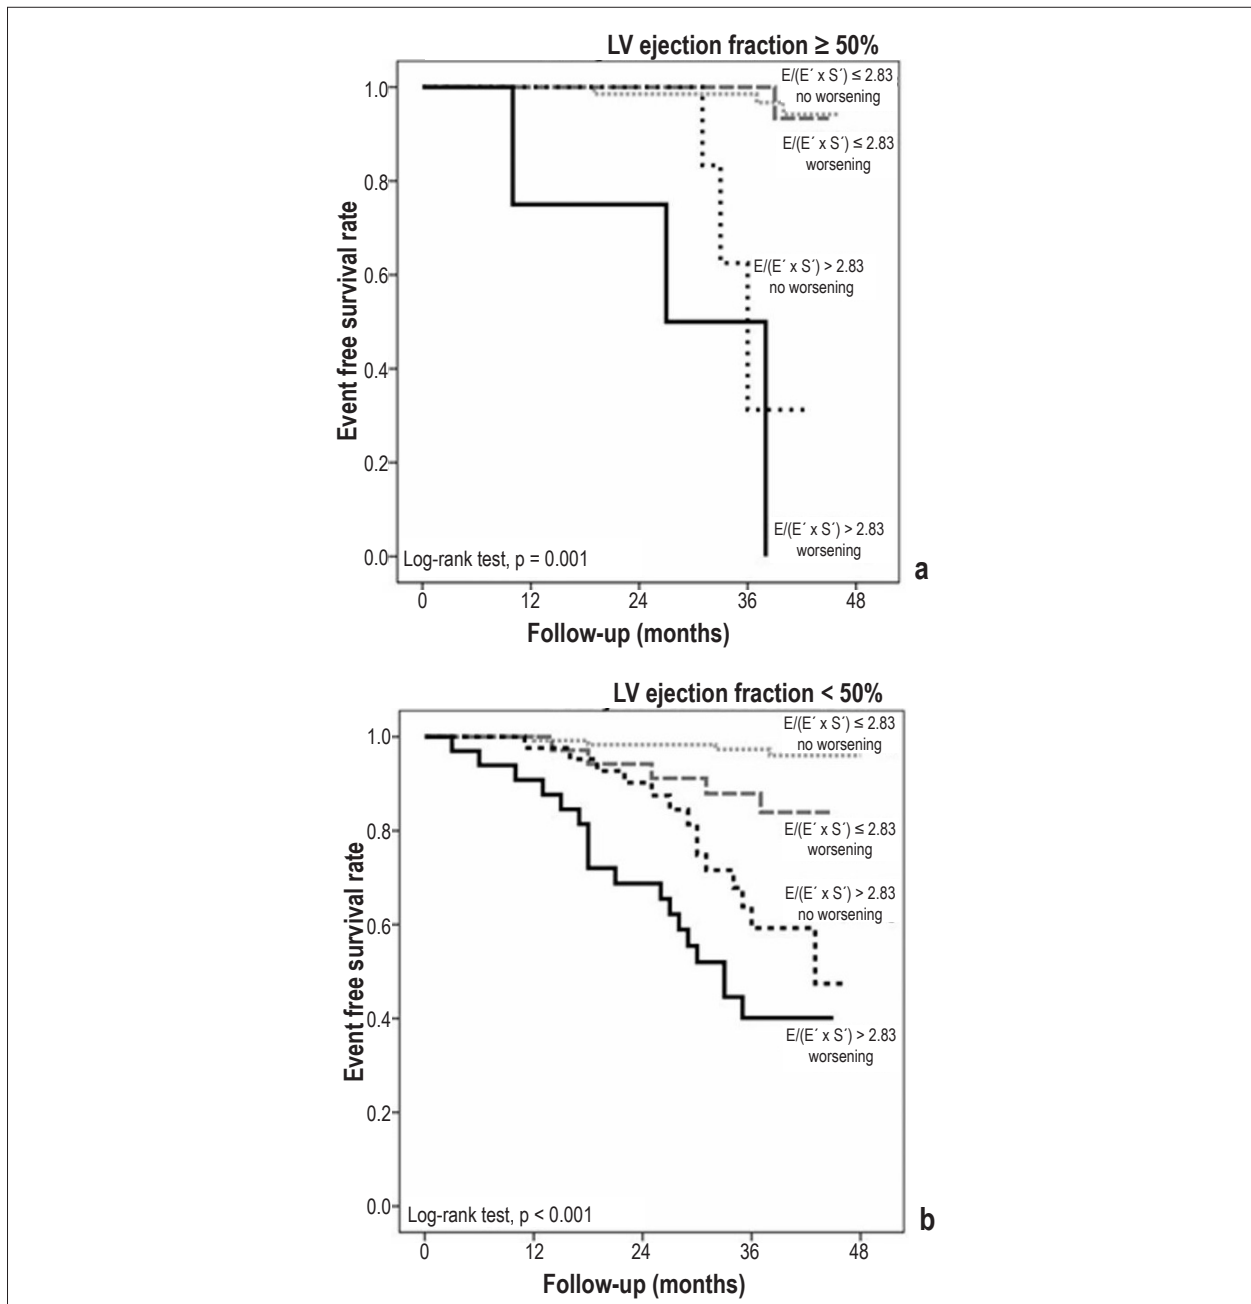 LV ejection fraction ≥ 50%
E/(E´ x S´) ≤ 2.83
no worsening
E/(E´ x S´) ≤ 2.83
worsening
E/(E´ x S´) > 2.83
no worsening
E/(E´ x S´) > 2.83
worsening
Event free survival rate
1.0
0.8
0.6
0.4
0.2
0.0
Log-rank test, p = 0.001
0 12 24 36 48
Follow-up (months)
a
LV ejection fraction < 50%
E/(E´ x S´) ≤ 2.83
no worsening
E/(E´ x S´) ≤ 2.83
worsening
E/(E´ x S´) > 2.83
no worsening
E/(E´ x S´) > 2.83
worsening
Event free survival rate
1.0
0.8
0.6
0.4
0.2
0.0
Log-rank test, p < 0.001
0 12 24 36 48
Follow-up (months)
b